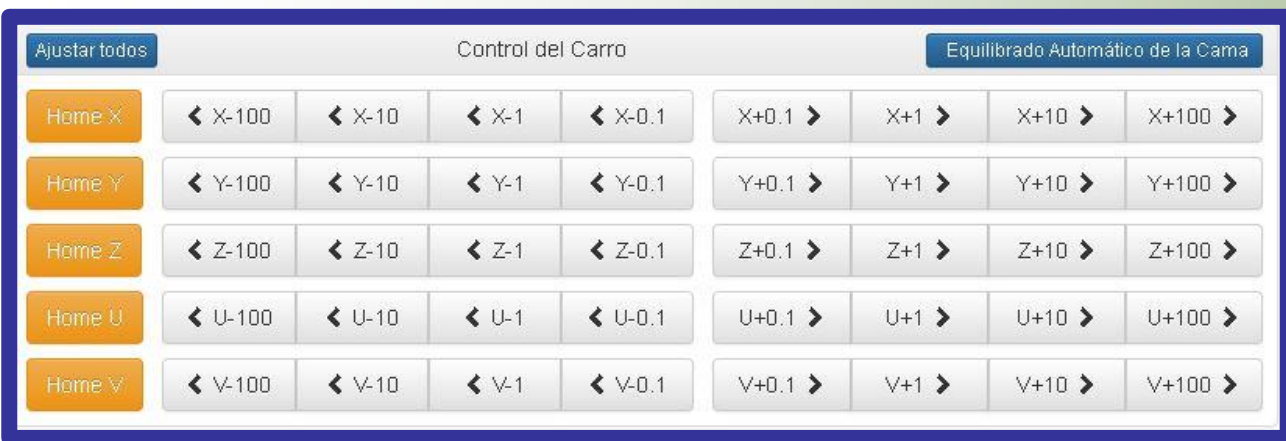 Ajustar todos Control del Carro Equilibrado Automático de la Cama
Home X X-100 X-10 X-1 X-0.1 X+0.1 X+1 X+10 X+100
Home Y Y-100 Y-10 Y-1 Y-0.1 Y+0.1 Y+1 Y+10 Y+100
Home Z Z-100 Z-10 Z-1 Z-0.1 Z+0.1 Z+1 Z+10 Z+100
Home U U-100 U-10 U-1 U-0.1 U+0.1 U+1 U+10 U+100
Home V V-100 V-10 V-1 V-0.1 V+0.1 V+1 V+10 V+100